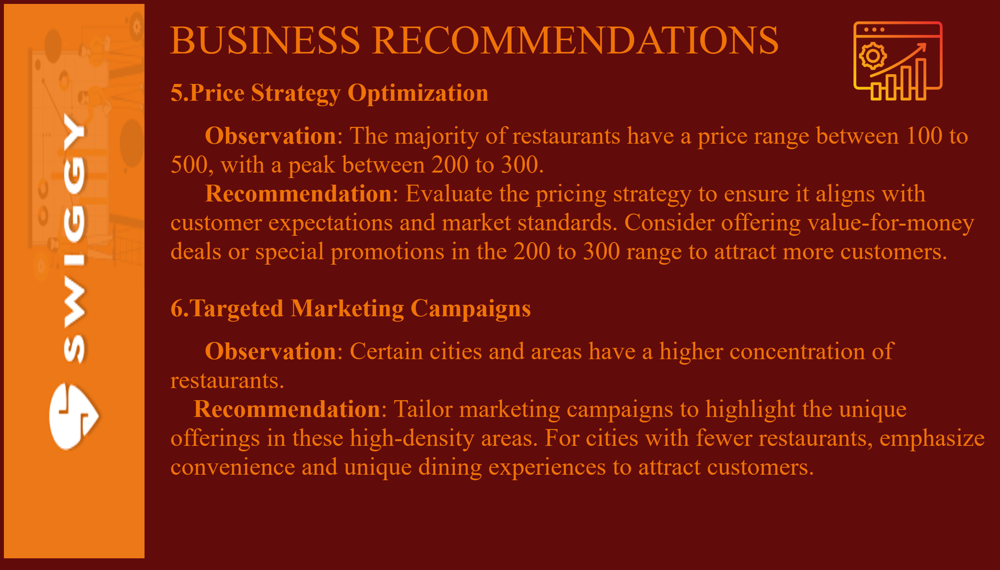 SWIGGY
BUSINESS RECOMMENDATIONS
5.Price Strategy Optimization
Observation: The majority of restaurants have a price range between 100 to
500, with a peak between 200 to 300.
Recommendation: Evaluate the pricing strategy to ensure it aligns with
customer expectations and market standards. Consider offering value-for-money
deals or special promotions in the 200 to 300 range to attract more customers.
6.Targeted Marketing Campaigns
Observation: Certain cities and areas have a higher concentration of
restaurants.
Recommendation: Tailor marketing campaigns to highlight the unique
offerings in these high-density areas. For cities with fewer restaurants, emphasize
convenience and unique dining experiences to attract customers.